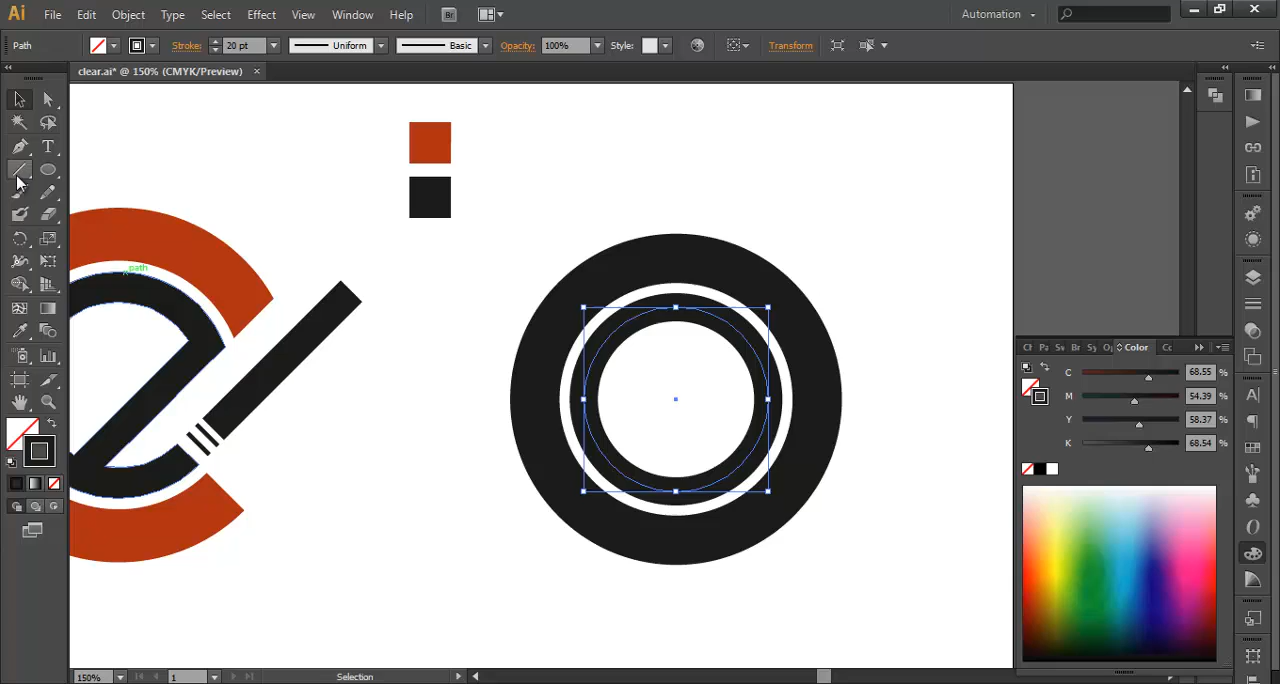 Ai File Edit Object Type Select Effect View Window Help Br Automation
Path Stroke: 20 pt Uniform Basic Opacity: 100% Style: Transform
clear.ai* @ 150% (CMYK/Preview) ×
T
path
Color
C 68.55 %
M 54.39 %
Y 58.37 %
K 68.54 %
150% 1 Selection